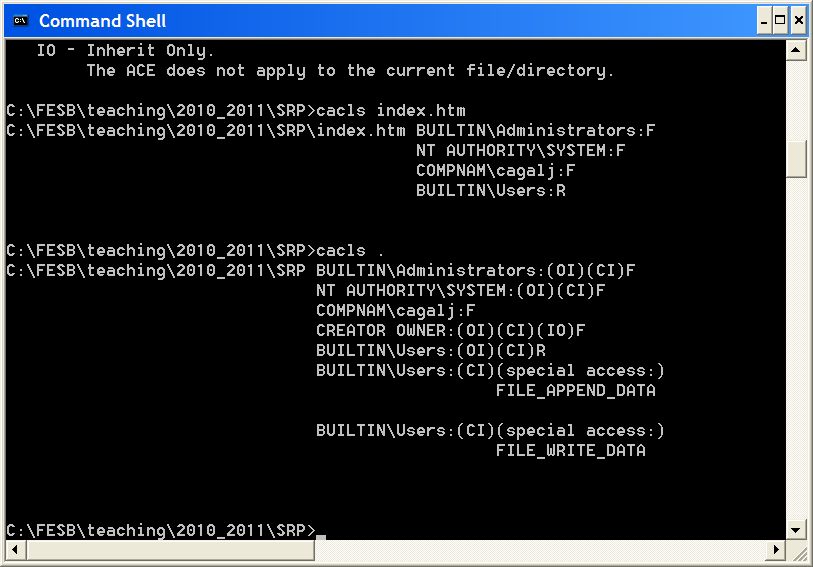 Command Shell
IO - Inherit Only.
The ACE does not apply to the current file/directory.
C:\FESB\teaching\2010_2011\SRP>cacls index.htm
C:\FESB\teaching\2010_2011\SRP\index.htm BUILTIN\Administrators:F
NT AUTHORITY\SYSTEM:F
COMPNAM\cagalj:F
BUILTIN\Users:R
C:\FESB\teaching\2010_2011\SRP>cacls .
C:\FESB\teaching\2010_2011\SRP BUILTIN\Administrators:(OI)(CI)F
NT AUTHORITY\SYSTEM:(OI)(CI)F
COMPNAM\cagalj:F
CREATOR OWNER:(OI)(CI)(IO)F
BUILTIN\Users:(OI)(CI)R
BUILTIN\Users:(CI)(special access:)
FILE_APPEND_DATA
BUILTIN\Users:(CI)(special access:)
FILE_WRITE_DATA
C:\FESB\teaching\2010_2011\SRP>_